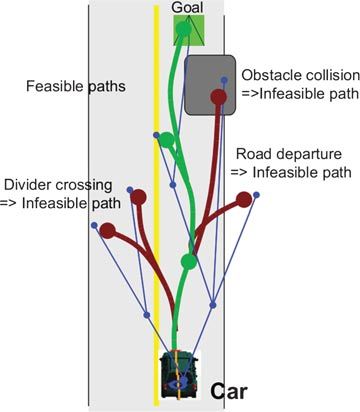 Goal
Feasible paths
Obstacle collision
=>Infeasible path
Road departure
=> Infeasible path
Divider crossing
=> Infeasible path
Car